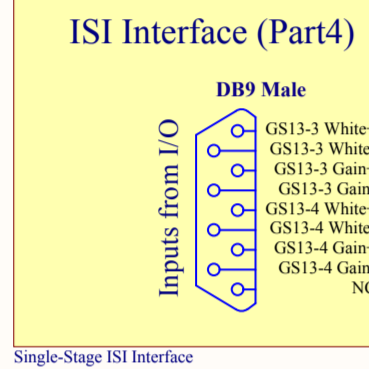 ISI Interface (Part4)
DB9 Male
Inputs from I/O
GS13-3 White
GS13-3 White
GS13-3 Gain
GS13-3 Gain
GS13-4 White
GS13-4 White
GS13-4 Gain
GS13-4 Gain
Single-Stage ISI Interface